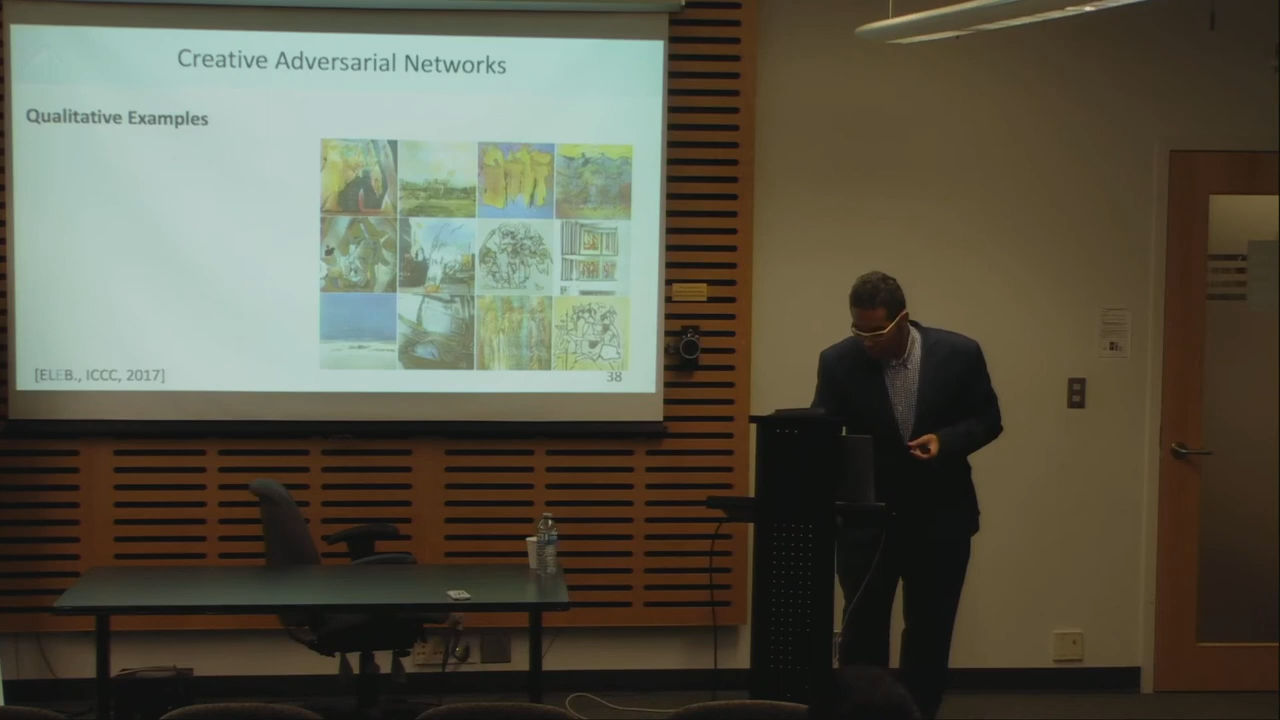 Creative Adversarial Networks
Qualitative Examples
[ELEB., ICCC, 2017]
38